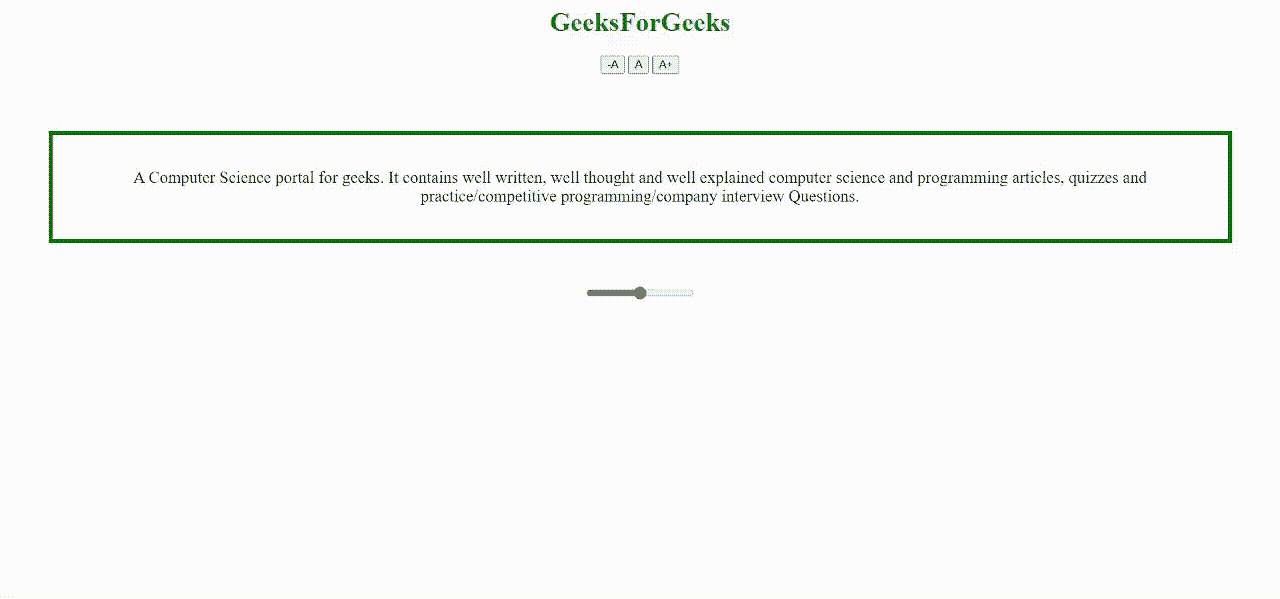 GeeksForGeeks
-A A A+
A Computer Science portal for geeks. It contains well written, well thought and well explained computer science and programming articles, quizzes and
practice/competitive programming/company interview Questions.